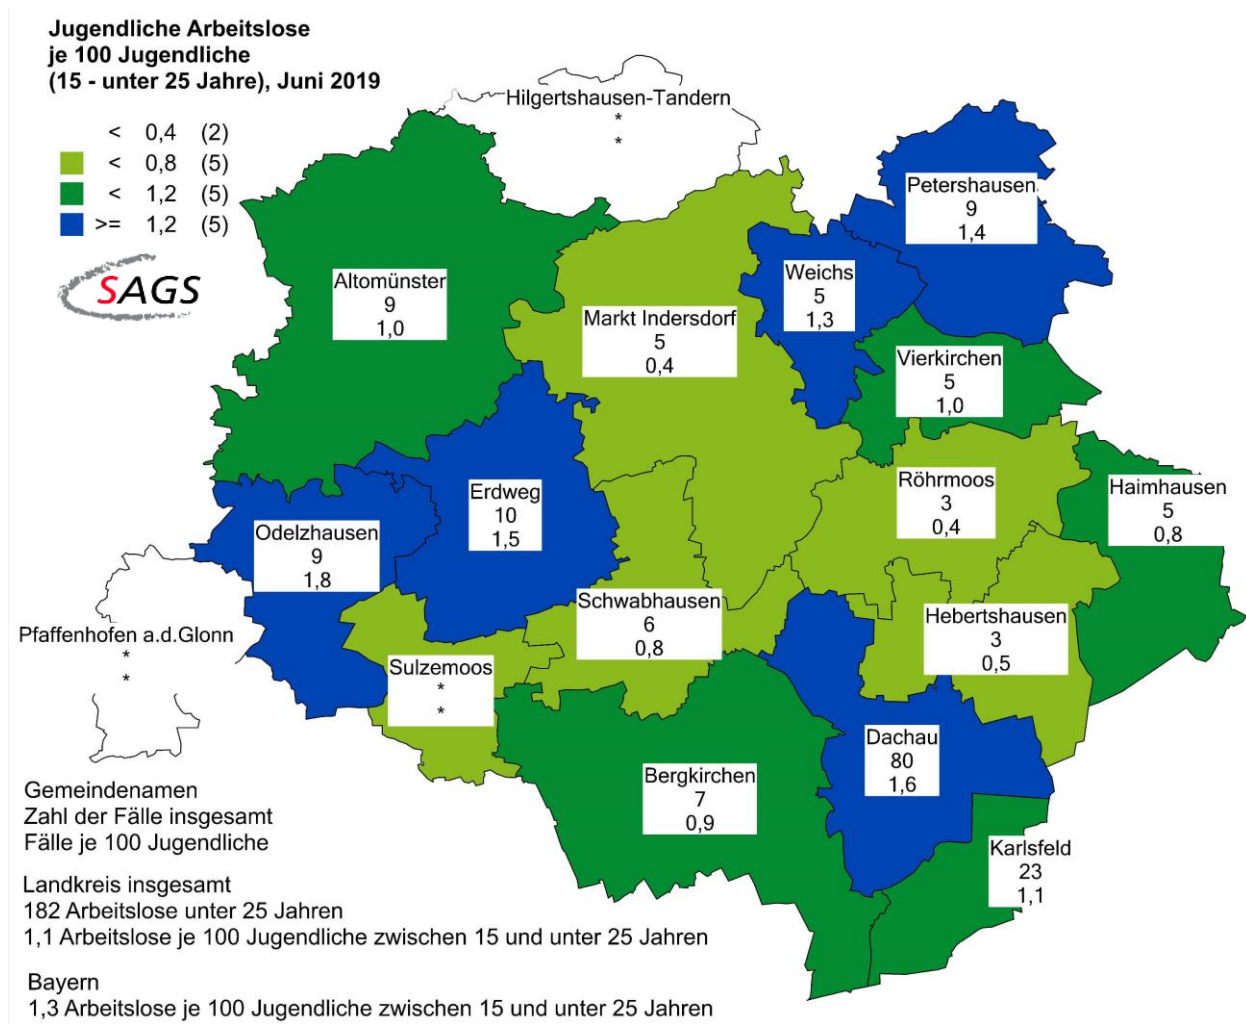 Jugendliche Arbeitslose
je 100 Jugendliche
(15 - unter 25 Jahre), Juni 2019
< 0,4 (2)
< 0,8 (5)
< 1,2 (5)
>= 1,2 (5)
SAGS
Hilgertshausen-Tandern
*
*
Petershausen
9
1,4
Altomünster
9
1,0
Weichs
5
1,3
Markt Indersdorf
5
0,4
Vierkirchen
5
1,0
Erdweg
10
1,5
Röhrmoos
3
0,4
Haimhausen
5
0,8
Odelzhausen
9
1,8
Schwabhausen
6
0,8
Hebertshausen
3
0,5
Pfaffenhofen a.d.Glonn
*
*
Sulzemoos
*
*
Dachau
80
1,6
Bergkirchen
7
0,9
Karlsfeld
23
1,1
Gemeindenamen
Zahl der Fälle insgesamt
Fälle je 100 Jugendliche
Landkreis insgesamt
182 Arbeitslose unter 25 Jahren
1,1 Arbeitslose je 100 Jugendliche zwischen 15 und unter 25 Jahren
Bayern
1,3 Arbeitslose je 100 Jugendliche zwischen 15 und unter 25 Jahren